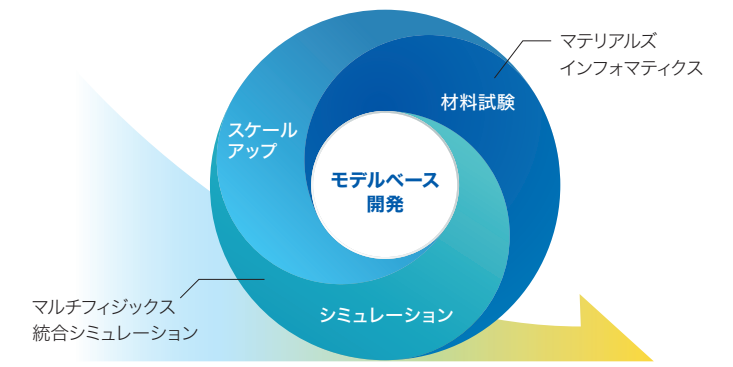 マテリアルズ
インフォマティクス
材料試験
スケール
アップ
モデルベース
開発
マルチフィジックス
統合シミュレーション
シミュレーション